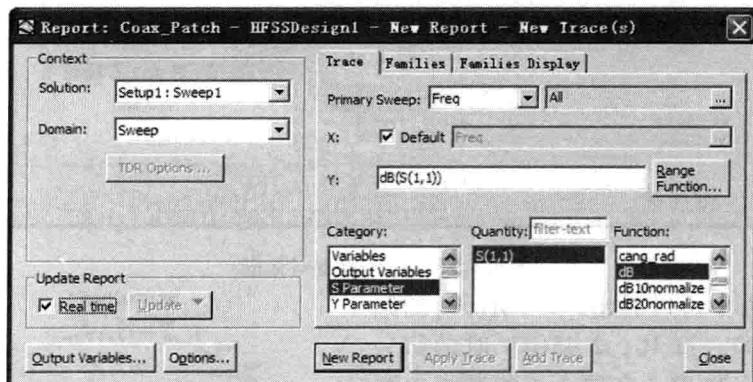 Report: Coax_Patch - HFSSDesign1 - New Report - New Trace(s)
Context
Solution: Setup1 : Sweep1
Domain: Sweep
TDR Options ...
Update Report
Real time Update
Output Variables... Options...
Trace Families Families Display
Primary Sweep: Freq All ...
X: Default Freq ...
Y: dB(S(1,1)) Range Function...
Category: Quantity: filter-text Function:
Variables S(1,1) cang_rad
Output Variables dB
S Parameter dB10normalize
Y Parameter dB20normalize
New Report Apply Trace Add Trace Close